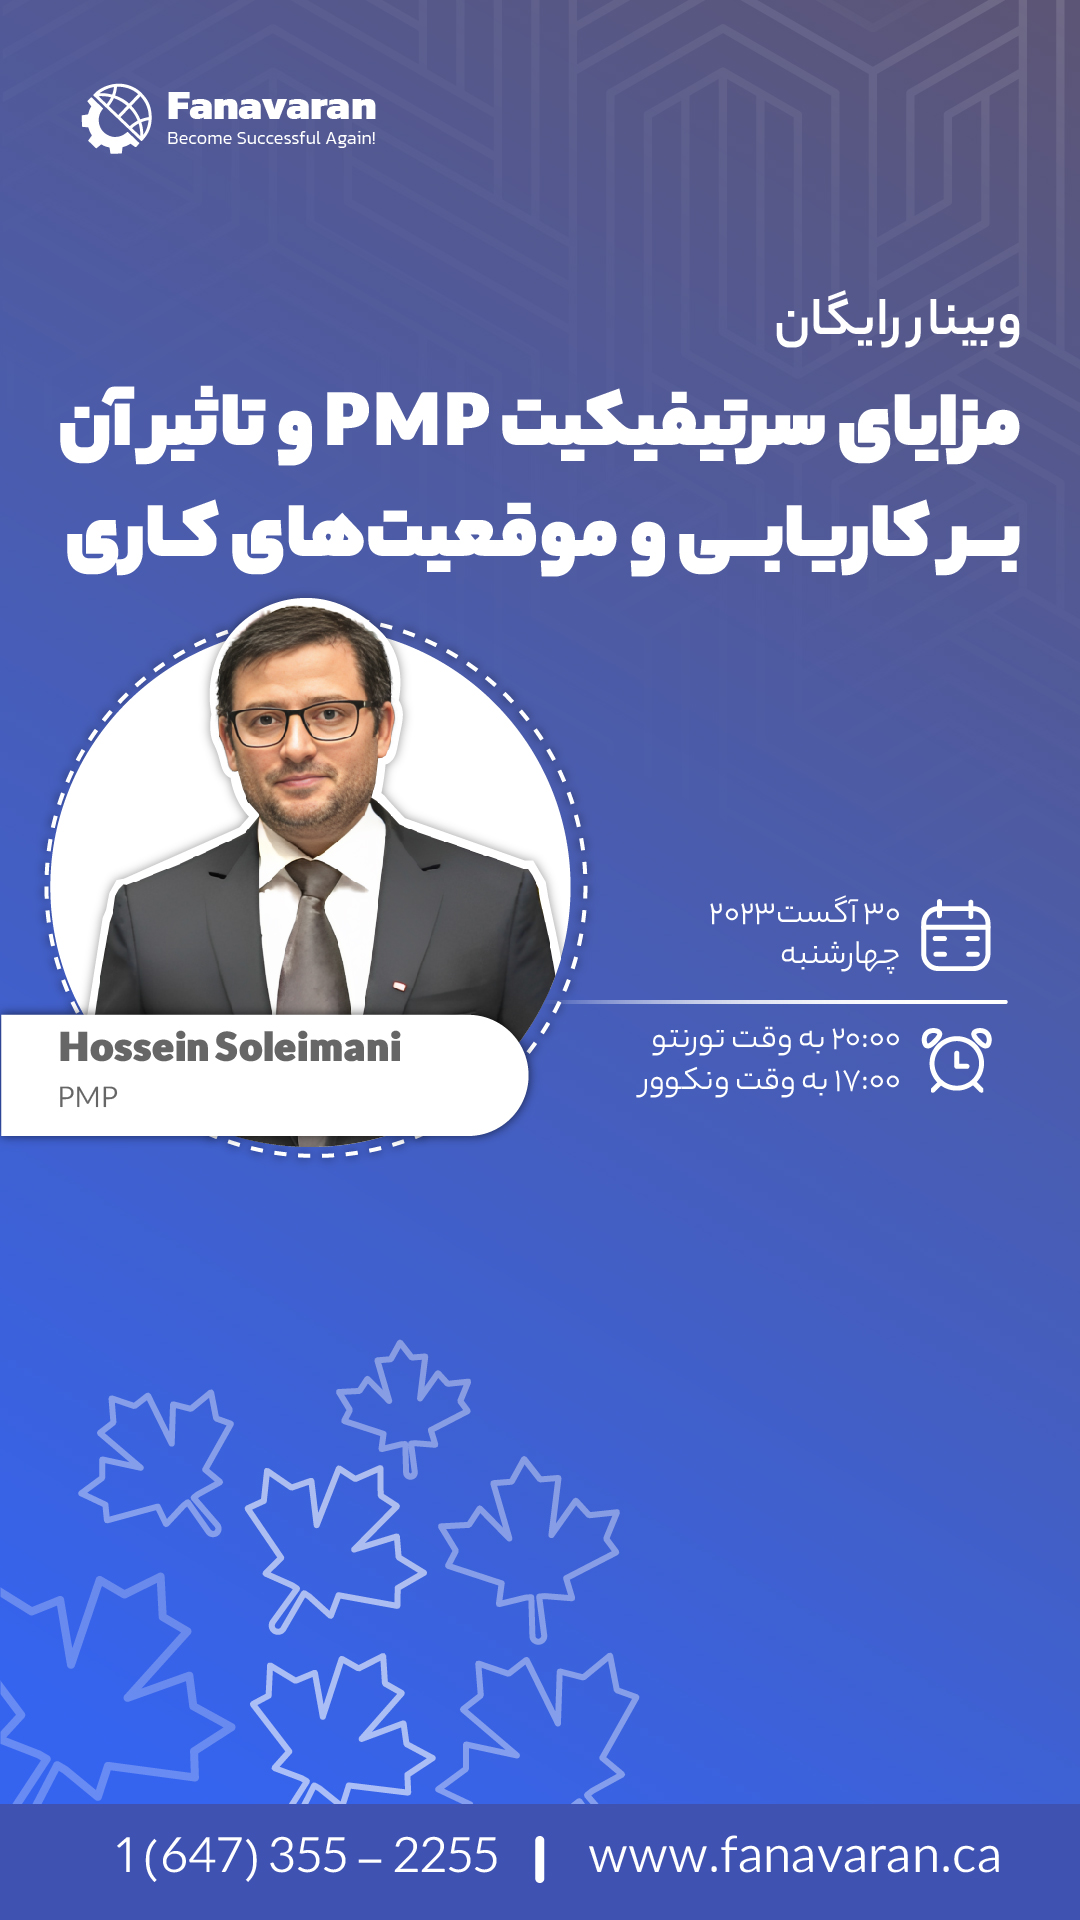 Fanavaran
Become Successful Again!
وبینار رایگان
مزایای سرتیفیکیت PMP و تاثیر آن
بر کاریابی و موقعیت‌های کاری
۳۰ آگست ۲۰۲۳
چهارشنبه
۲۰:۰۰ به وقت تورنتو
۱۷:۰۰ به وقت ونکوور
Hossein Soleimani
PMP
1 (647) 355 – 2255 | www.fanavaran.ca